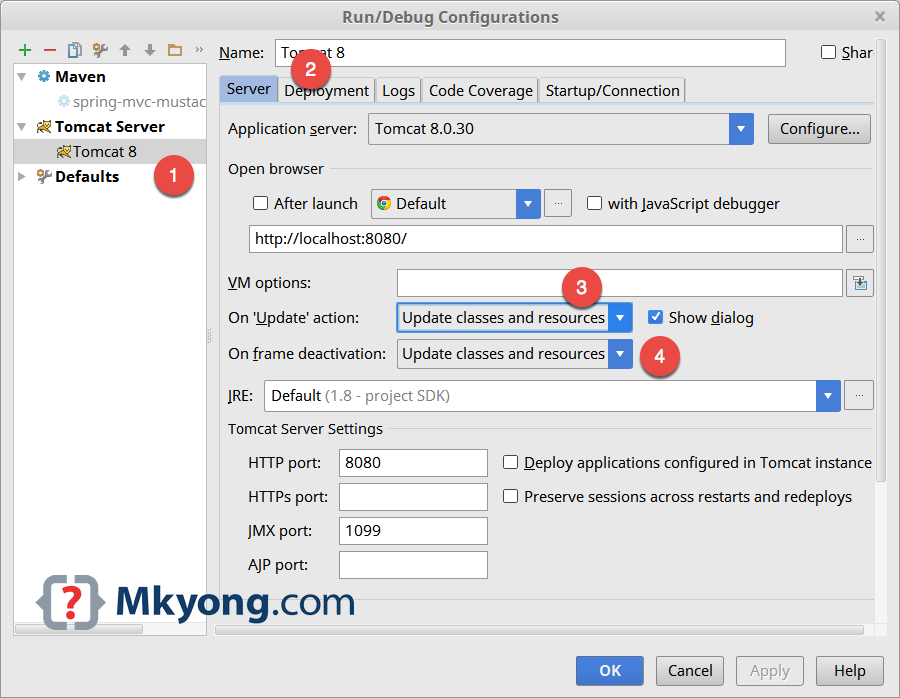 Run/Debug Configurations
Name: Tomcat 8
Shar
Maven
spring-mvc-mustac
Tomcat Server
Tomcat 8
Defaults
1
2
Server Deployment Logs Code Coverage Startup/Connection
Application server: Tomcat 8.0.30 Configure...
Open browser
After launch Default ... with JavaScript debugger
http://localhost:8080/ ...
VM options:
3
On 'Update' action: Update classes and resources Show dialog
On frame deactivation: Update classes and resources 4
JRE: Default (1.8 - project SDK) ...
Tomcat Server Settings
HTTP port: 8080 Deploy applications configured in Tomcat instance
HTTPs port: Preserve sessions across restarts and redeploys
JMX port: 1099
AJP port:
{?} Mkyong.com
OK Cancel Apply Help